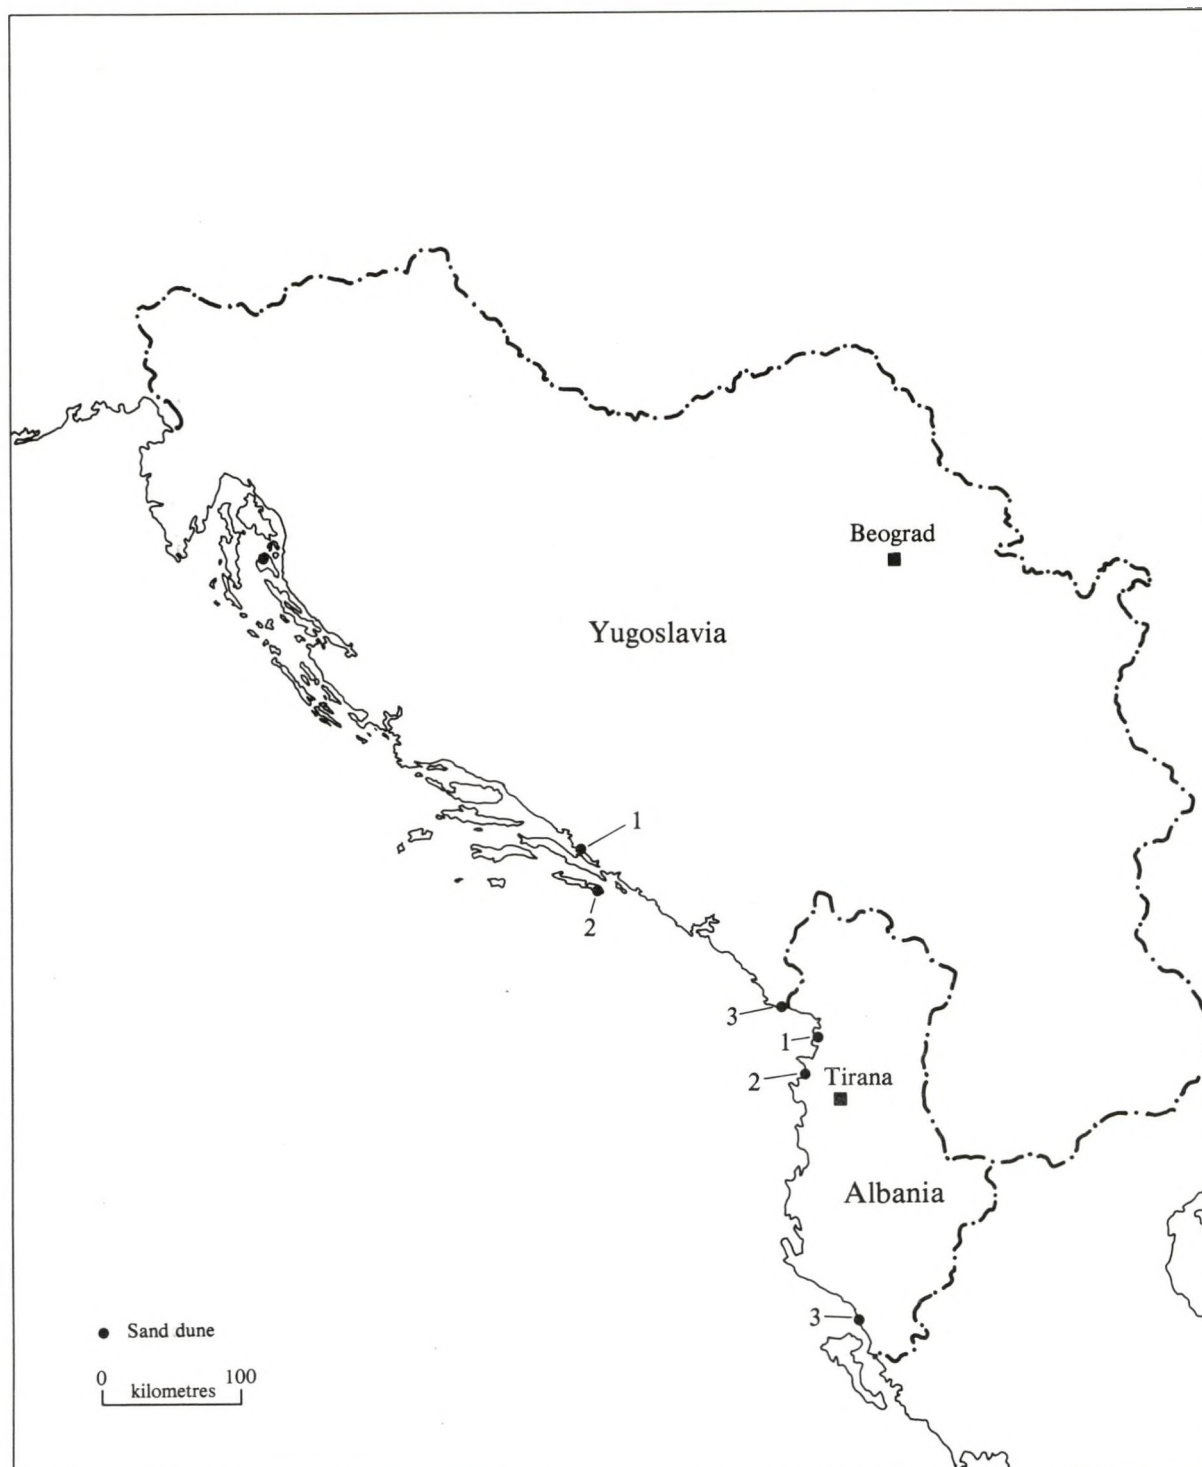 Beograd
Yugoslavia
1
2
3
1
2
Tirana
Albania
3
Sand dune
0 100
kilometres